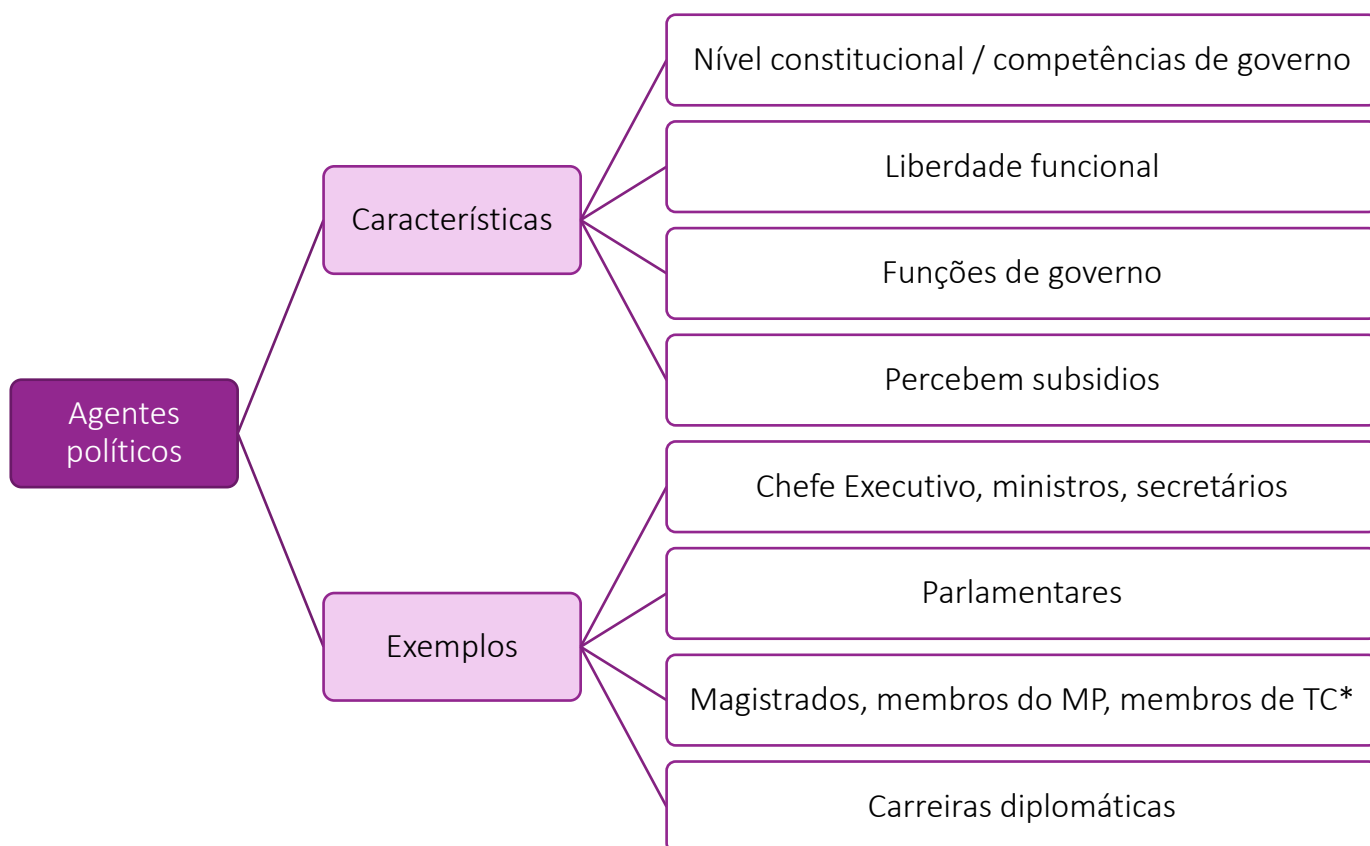 Nível constitucional / competências de governo
Liberdade funcional
Características
Funções de governo
Percebem subsidios
Agentes
políticos
Chefe Executivo, ministros, secretários
Parlamentares
Exemplos
Magistrados, membros do MP, membros de TC*
Carreiras diplomáticas